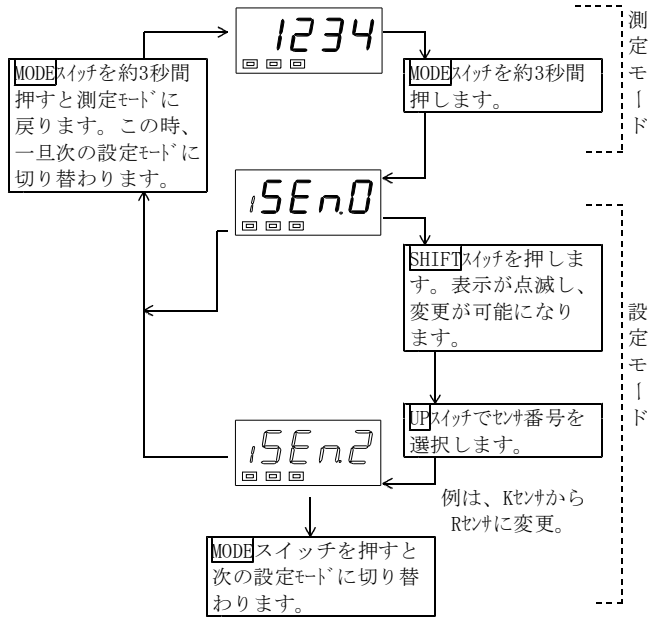 1234
測定モード
MODEスイッチを約3秒間
押すと測定モードに
戻ります。この時、
一旦次の設定モードに
切り替わります。
MODEスイッチを約3秒間
押します。
1SEn.0
SHIFTスイッチを押しま
す。表示が点滅し、
変更が可能になり
ます。
設定モード
UPスイッチでセンサ番号を
選択します。
1SEn.2
例は、Kセンサから
Rセンサに変更。
MODEスイッチを押すと
次の設定モードに切り替
わります。